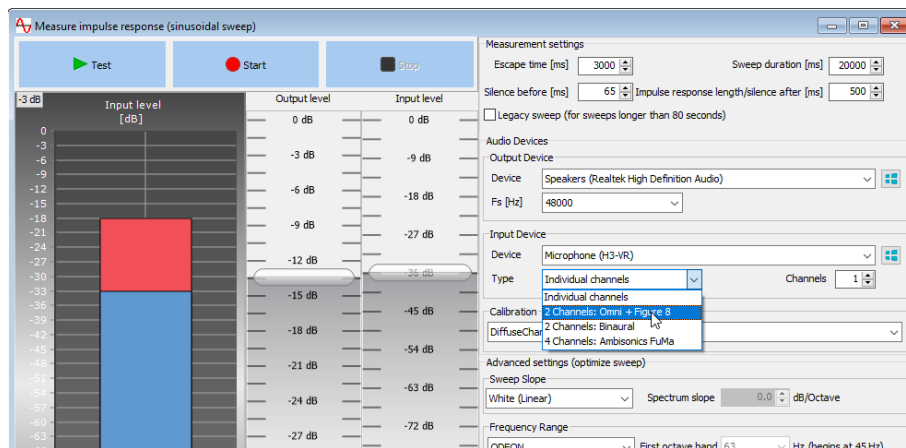 Measure impulse response (sinusoidal sweep)
Test
Start
Stop
-3 dB
Input level
[dB]
0
-3
-6
-9
-12
-15
-18
-21
-24
-27
-30
-33
-36
-39
-42
-45
-48
-51
-54
-57
-60
-63
Output level
0 dB
-3 dB
-6 dB
-9 dB
-12 dB
-15 dB
-18 dB
-21 dB
-24 dB
-27 dB
Input level
0 dB
-9 dB
-18 dB
-27 dB
-36 dB
-45 dB
-54 dB
-63 dB
-72 dB
Measurement settings
Escape time [ms] 3000 Sweep duration [ms] 20000
Silence before [ms] 65 Impulse response length/silence after [ms] 500
Legacy sweep (for sweeps longer than 80 seconds)
Audio Devices
Output Device
Device Speakers (Realtek High Definition Audio)
Fs [Hz] 48000
Input Device
Device Microphone (H3-VR)
Type Individual channels Channels 1
Individual channels
2 Channels: Omni + Figure 8
2 Channels: Binaural
4 Channels: Ambisonics FuMa
Calibration
DiffuseChar
Advanced settings (optimize sweep)
Sweep Slope
White (Linear) Spectrum slope 0.0 dB/Octave
Frequency Range
ODEON First octave band 63 Hz (begins at 45 Hz)